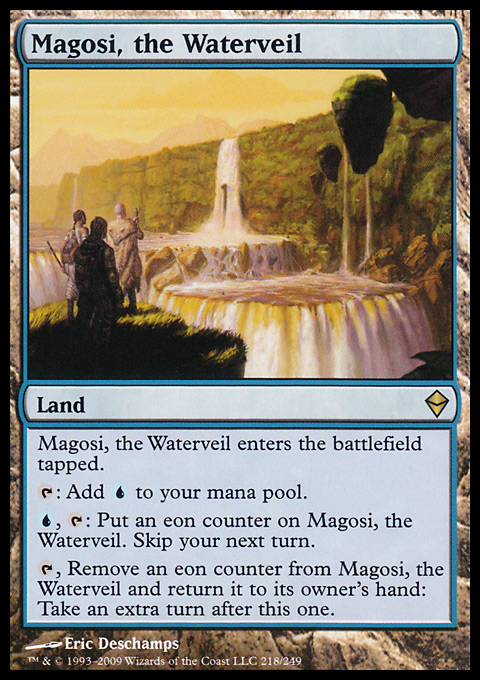 Magosi, the Waterveil
Land
Magosi, the Waterveil enters the battlefield
tapped.
: Add to your mana pool.
, : Put an eon counter on Magosi, the
Waterveil. Skip your next turn.
, Remove an eon counter from Magosi, the
Waterveil and return it to its owner's hand:
Take an extra turn after this one.
Eric Deschamps
™ & © 1993–2009 Wizards of the Coast LLC 218/249